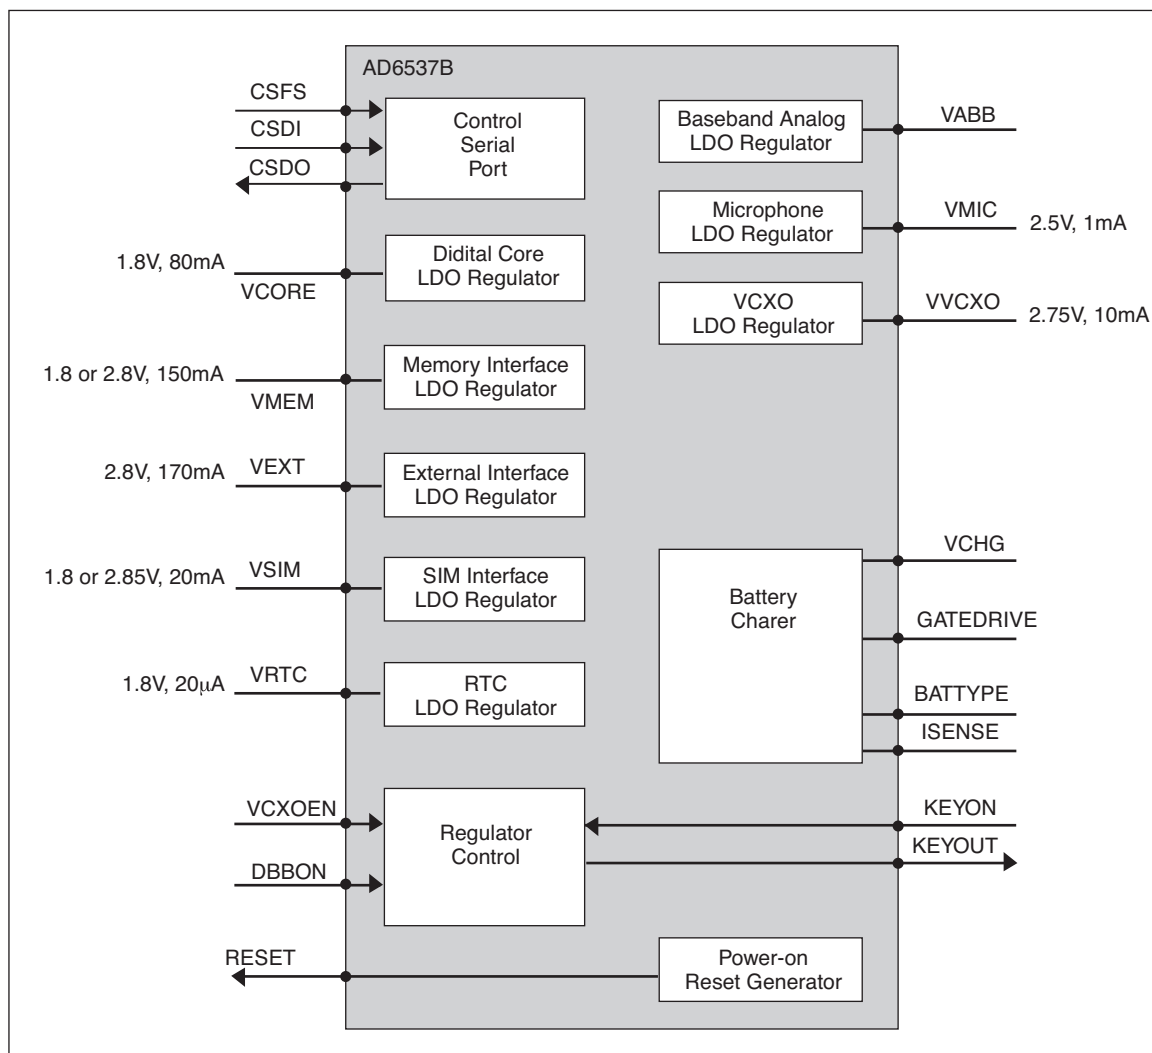 AD6537B
CSFS
CSDI
CSDO
Control
Serial
Port
Baseband Analog
LDO Regulator
VABB
Microphone
LDO Regulator
VMIC
2.5V, 1mA
1.8V, 80mA
VCORE
Didital Core
LDO Regulator
VCXO
LDO Regulator
VVCXO
2.75V, 10mA
1.8 or 2.8V, 150mA
VMEM
Memory Interface
LDO Regulator
2.8V, 170mA
VEXT
External Interface
LDO Regulator
1.8 or 2.85V, 20mA
VSIM
SIM Interface
LDO Regulator
Battery
Charer
VCHG
GATEDRIVE
BATTYPE
ISENSE
1.8V, 20μA
VRTC
RTC
LDO Regulator
VCXOEN
DBBON
Regulator
Control
KEYON
KEYOUT
RESET
Power-on
Reset Generator